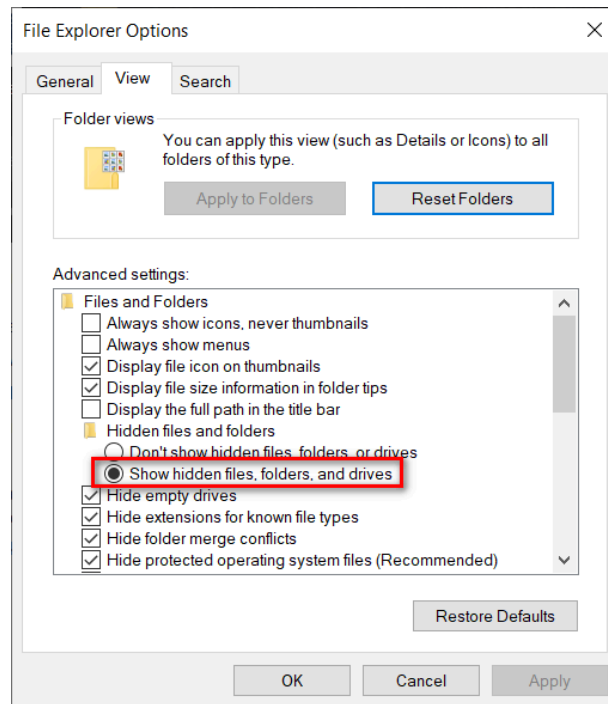 File Explorer Options
General View Search
Folder views
You can apply this view (such as Details or Icons) to all
folders of this type.
Apply to Folders Reset Folders
Advanced settings:
Files and Folders
Always show icons, never thumbnails
Always show menus
Display file icon on thumbnails
Display file size information in folder tips
Display the full path in the title bar
Hidden files and folders
Don't show hidden files, folders, or drives
Show hidden files, folders, and drives
Hide empty drives
Hide extensions for known file types
Hide folder merge conflicts
Hide protected operating system files (Recommended)
Restore Defaults
OK Cancel Apply